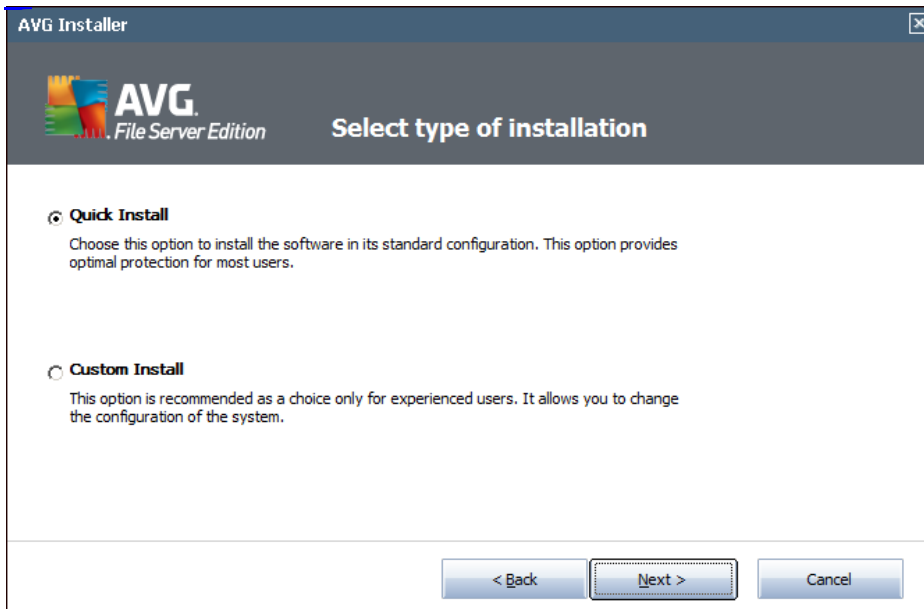 AVG Installer
AVG.
File Server Edition
Select type of installation
Quick Install
Choose this option to install the software in its standard configuration. This option provides
optimal protection for most users.
Custom Install
This option is recommended as a choice only for experienced users. It allows you to change
the configuration of the system.
< Back
Next >
Cancel